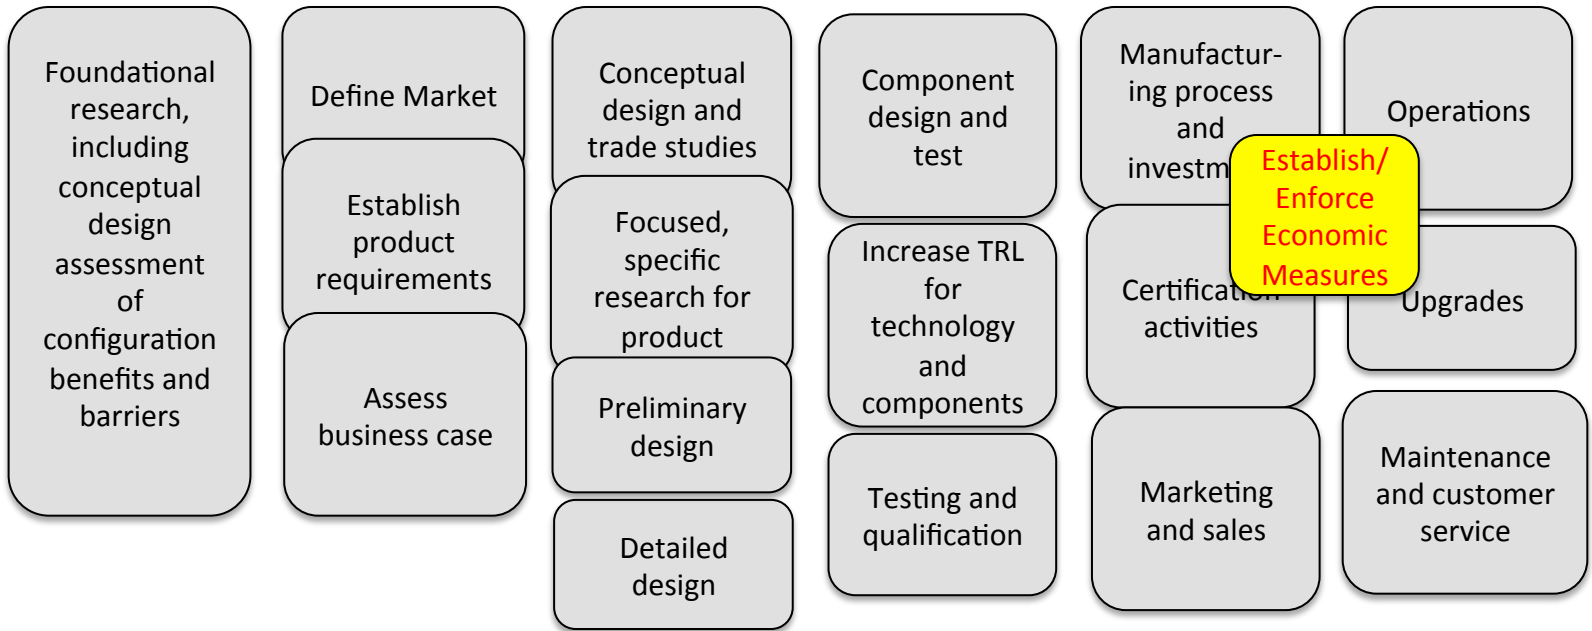 Foundational
research,
including
conceptual
design
assessment
of
configuration
benefits and
barriers
Define Market
Establish
product
requirements
Assess
business case
Conceptual
design and
trade studies
Focused,
specific
research for
product
Preliminary
design
Detailed
design
Component
design and
test
Increase TRL
for
technology
and
components
Testing and
qualification
Manufactur-
ing process
and
Certification
activities
Marketing
and sales
Establish/
Enforce
Economic
Measures
Operations
Upgrades
Maintenance
and customer
service